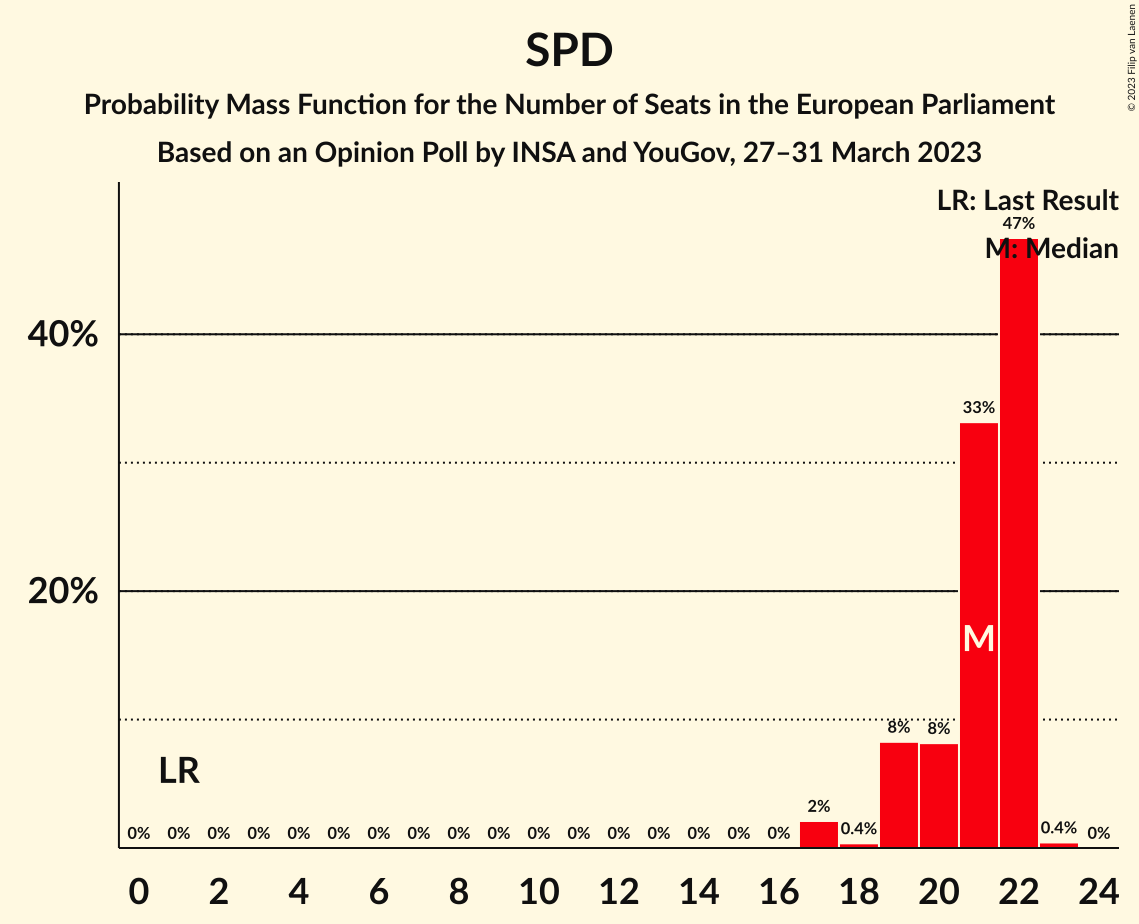 SPD
Probability Mass Function for the Number of Seats in the European Parliament
Based on an Opinion Poll by INSA and YouGov, 27–31 March 2023
© 2023 Filip van Laenen
LR: Last Result
M: Median
47%
40%
33%
20%
M
8% 8%
LR
2%
0% 0% 0% 0% 0% 0% 0% 0% 0% 0% 0% 0% 0% 0% 0% 0% 0% 0.4% 0.4% 0%
0 2 4 6 8 10 12 14 16 18 20 22 24